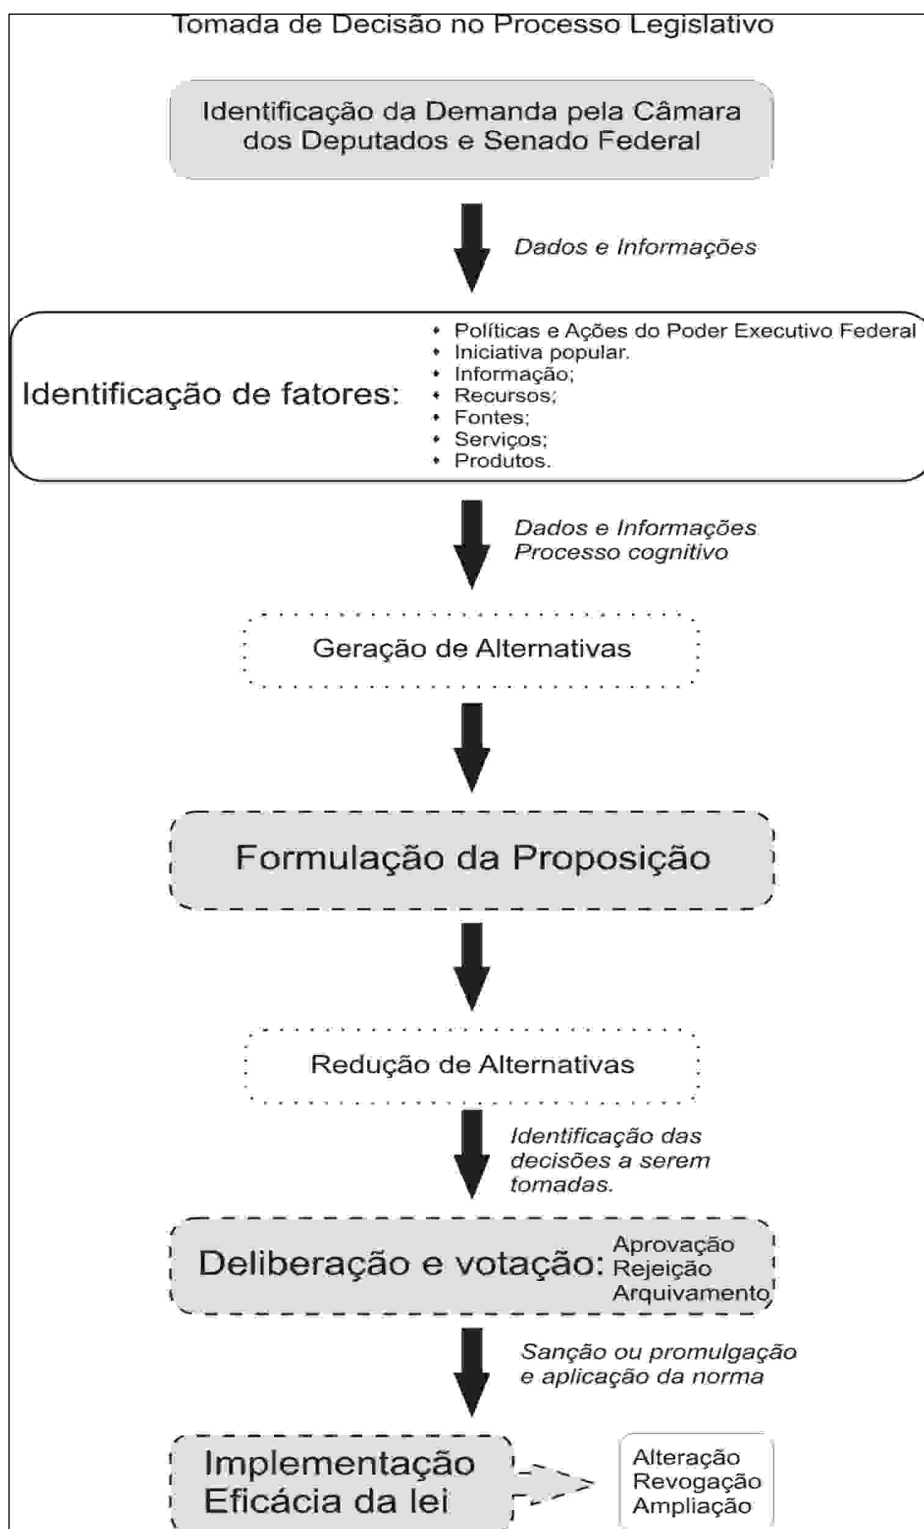 Tomada de Decisão no Processo Legislativo
Identificação da Demanda pela Câmara
dos Deputados e Senado Federal
Dados e Informações
Identificação de fatores:
• Políticas e Ações do Poder Executivo Federal
• Iniciativa popular.
• Informação;
• Recursos;
• Fontes;
• Serviços;
• Produtos.
Dados e Informações
Processo cognitivo
Geração de Alternativas
Formulação da Proposição
Redução de Alternativas
Identificação das
decisões a serem
tomadas.
Deliberação e votação:
Aprovação
Rejeição
Arquivamento
Sanção ou promulgação
e aplicação da norma
Implementação
Eficácia da lei
Alteração
Revogação
Ampliação